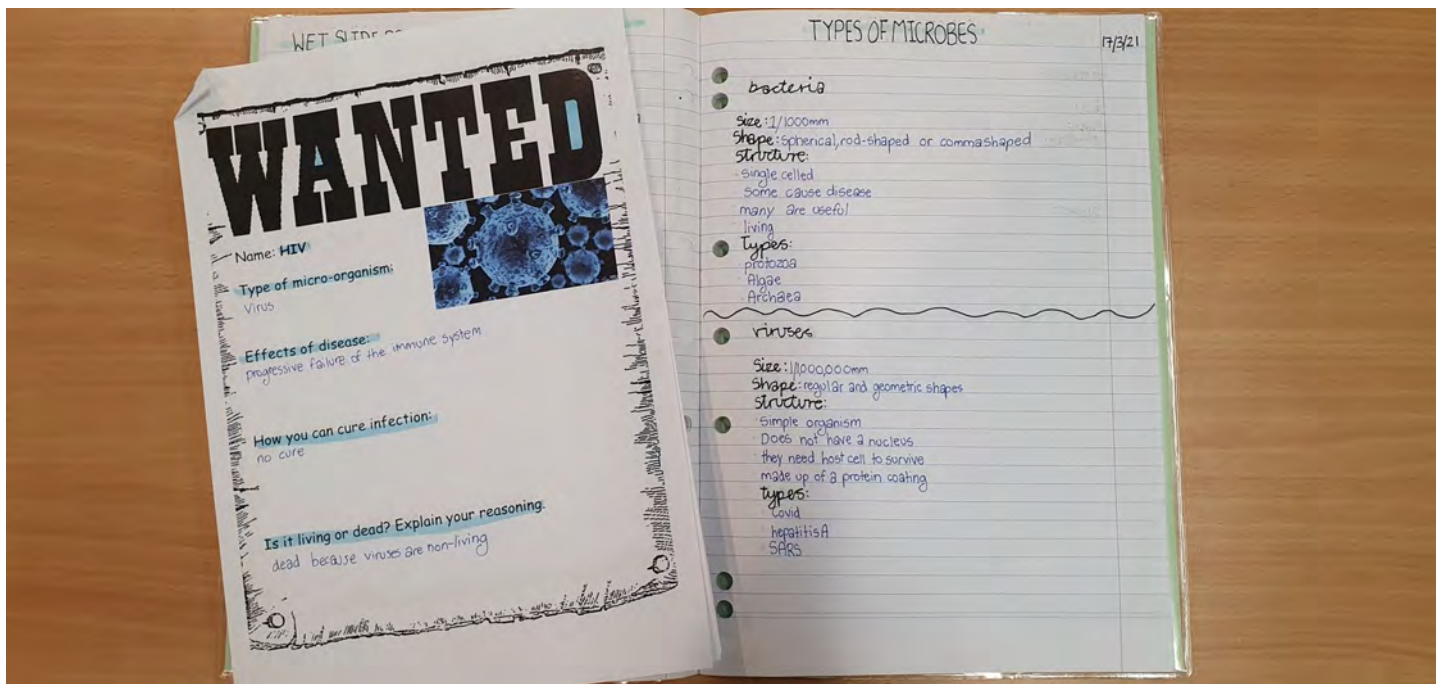 WET SLIDE
WANTED
Name: HIV
Type of micro-organism:
Virus
Effects of disease:
progressive failure of the immune system
How you can cure infection:
no cure
Is it living or dead? Explain your reasoning.
dead because viruses are non-living
TYPES OF MICROBES
17/3/21
bacteria
Size: 1/1000mm
Shape: spherical, rod-shaped or comma shaped
Structure:
· Single celled
· Some cause disease
· many are useful
· living
Types:
· protozoa
· Algae
· Archaea
viruses
Size: 1/1000,000mm
Shape: regular and geometric shapes
Structure:
· Simple organism
· Does not have a nucleus
· they need host cell to survive
· made up of a protein coating
types:
· Covid
· hepatitis A
· SARS